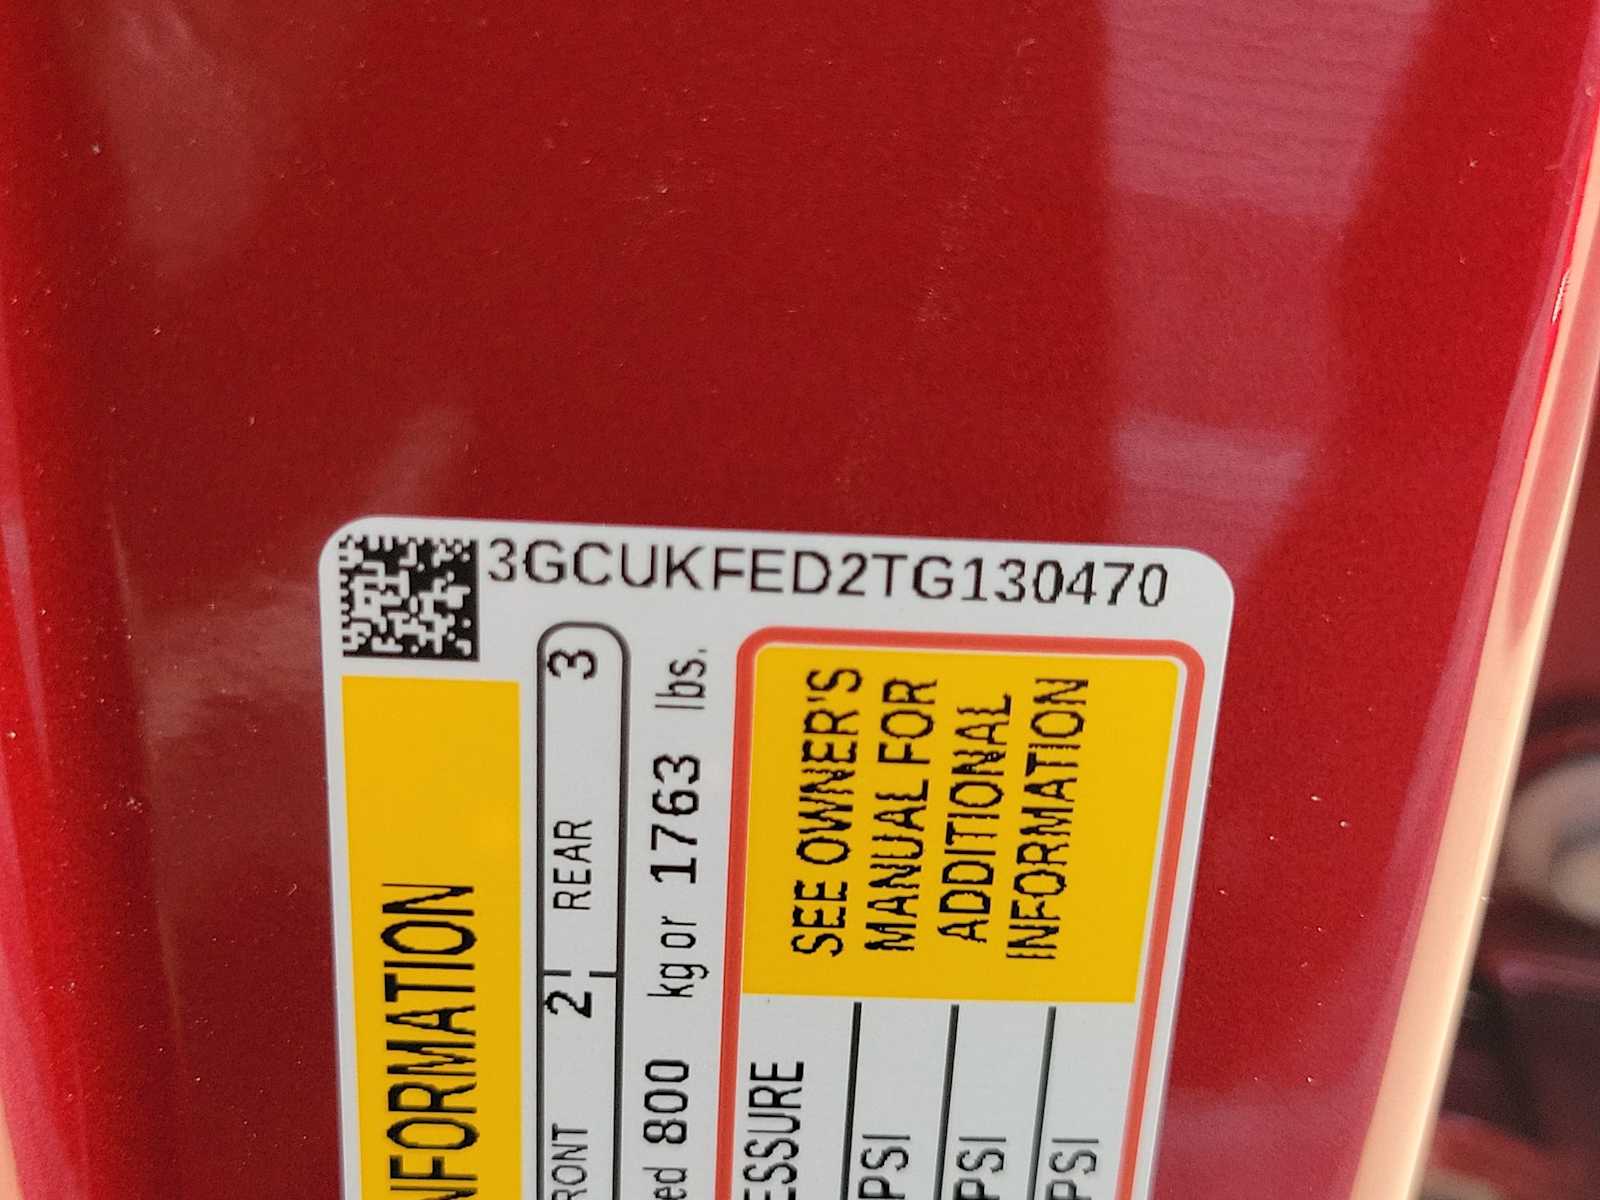 3GCUKFED2TG130470
NFORMATION
RONT 2 REAR 3
ed 800 kg or 1763 lbs.
ESSURE
SEE OWNER'S
MANUAL FOR
ADDITIONAL
INFORMATION
PSI
PSI
PSI